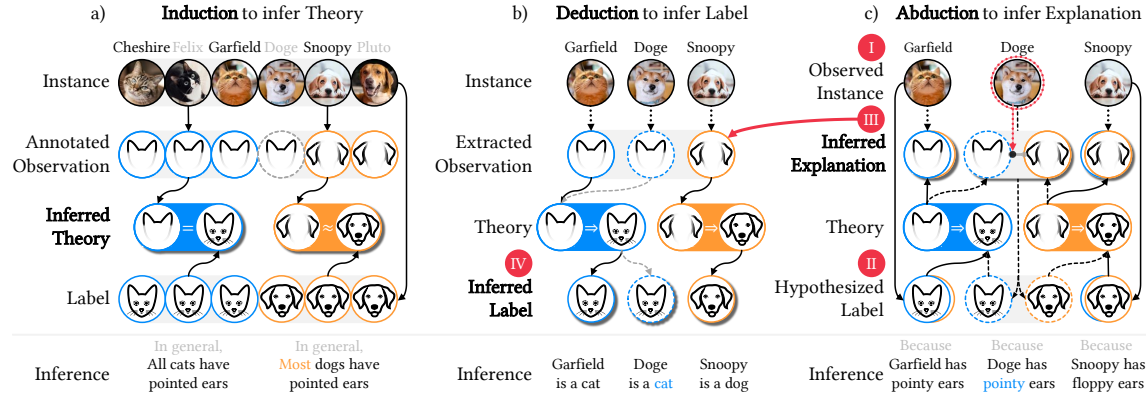 a) Induction to infer Theory
Cheshire Felix Garfield Doge Snoopy Pluto
Instance
Annotated
Observation
Inferred
Theory
=
≈
Label
Inference
In general,
All cats have
pointed ears
In general,
Most dogs have
pointed ears
b) Deduction to infer Label
Garfield Doge Snoopy
Instance
Extracted
Observation
Theory
⇒
⇒
IV
Inferred
Label
Inference
Garfield
is a cat
Doge
is a cat
Snoopy
is a dog
c) Abduction to infer Explanation
Garfield Doge Snoopy
I
Observed
Instance
III
Inferred
Explanation
Theory
⇒
⇒
II
Hypothesized
Label
Inference
Because
Garfield has
pointy ears
Because
Doge has
pointy ears
Because
Snoopy has
floppy ears